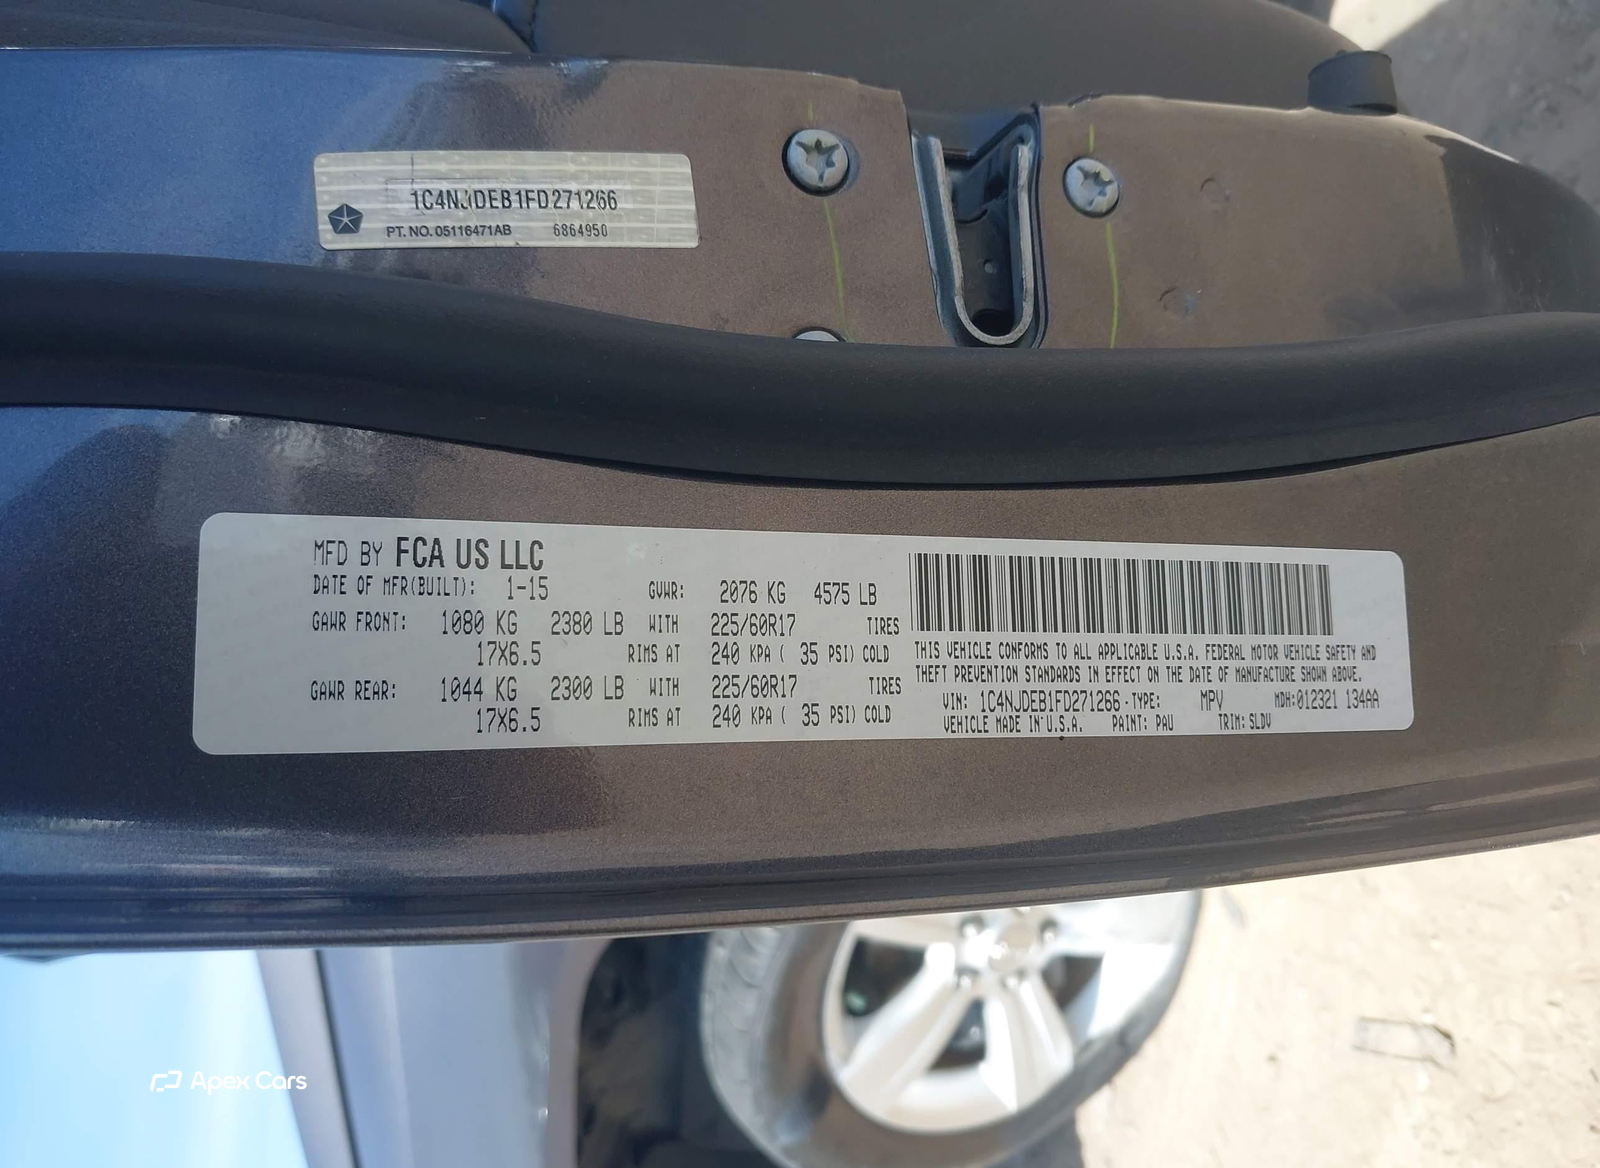 1C4NJDEB1FD271266
PT. NO. 05116471AB 6864950
MFD BY FCA US LLC
DATE OF MFR(BUILT): 1-15 GVWR: 2076 KG 4575 LB
GAWR FRONT: 1080 KG 2380 LB WITH 225/60R17 TIRES
17X6.5 RIMS AT 240 KPA ( 35 PSI) COLD
GAWR REAR: 1044 KG 2300 LB WITH 225/60R17 TIRES
17X6.5 RIMS AT 240 KPA ( 35 PSI) COLD
THIS VEHICLE CONFORMS TO ALL APPLICABLE U.S.A. FEDERAL MOTOR VEHICLE SAFETY AND
THEFT PREVENTION STANDARDS IN EFFECT ON THE DATE OF MANUFACTURE SHOWN ABOVE.
VIN: 1C4NJDEB1FD271266 - TYPE: MPV MDH: 012321 134AA
VEHICLE MADE IN U.S.A. PAINT: PAU TRIM: SLDV
Apex Cars